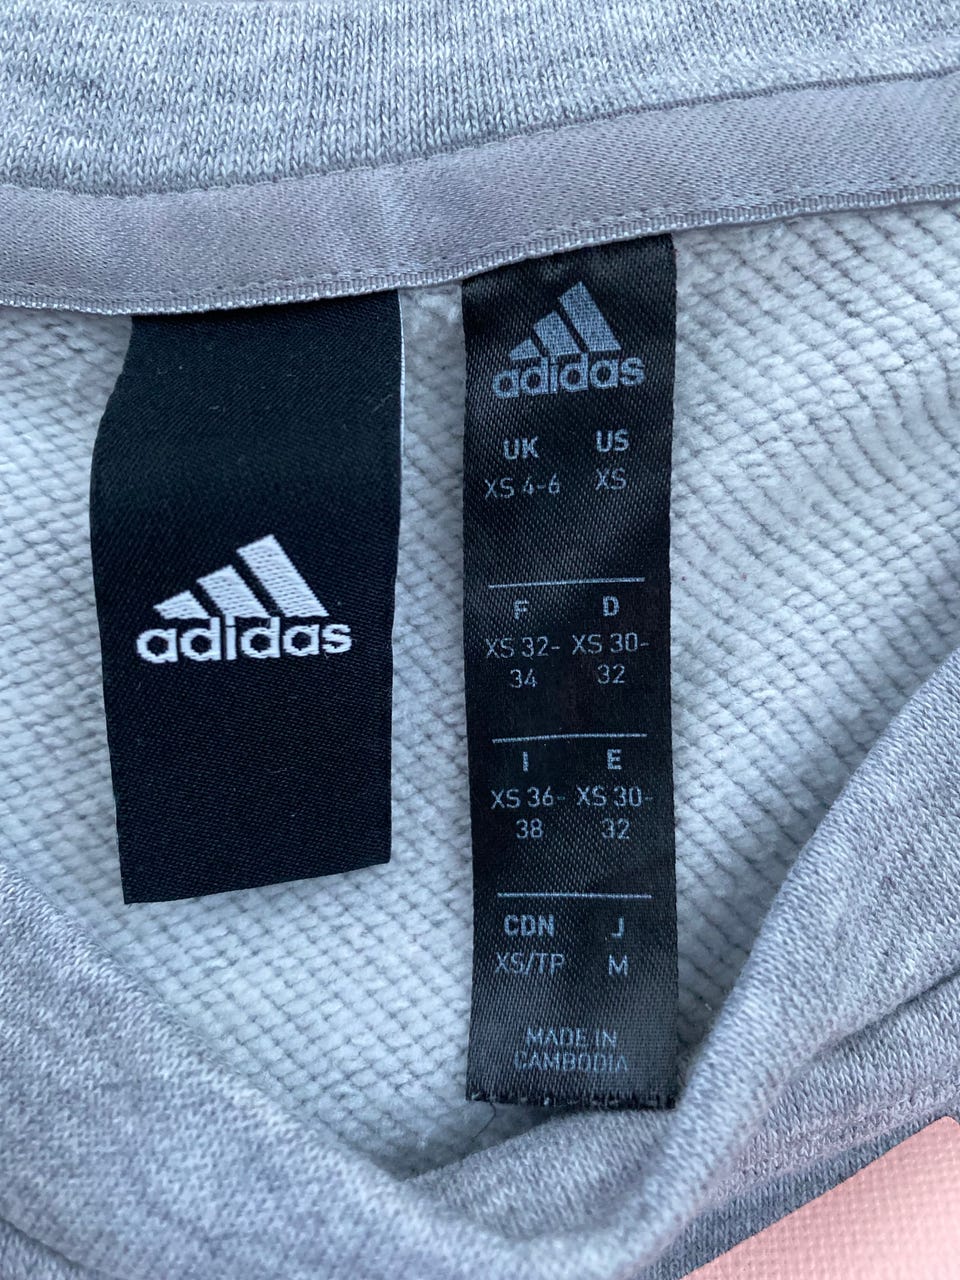 adidas
adidas
UK US
XS 4-6 XS
F D
XS 32- XS 30-
34 32
I E
XS 36- XS 30-
38 32
CDN J
XS/TP M
MADE IN
CAMBODIA